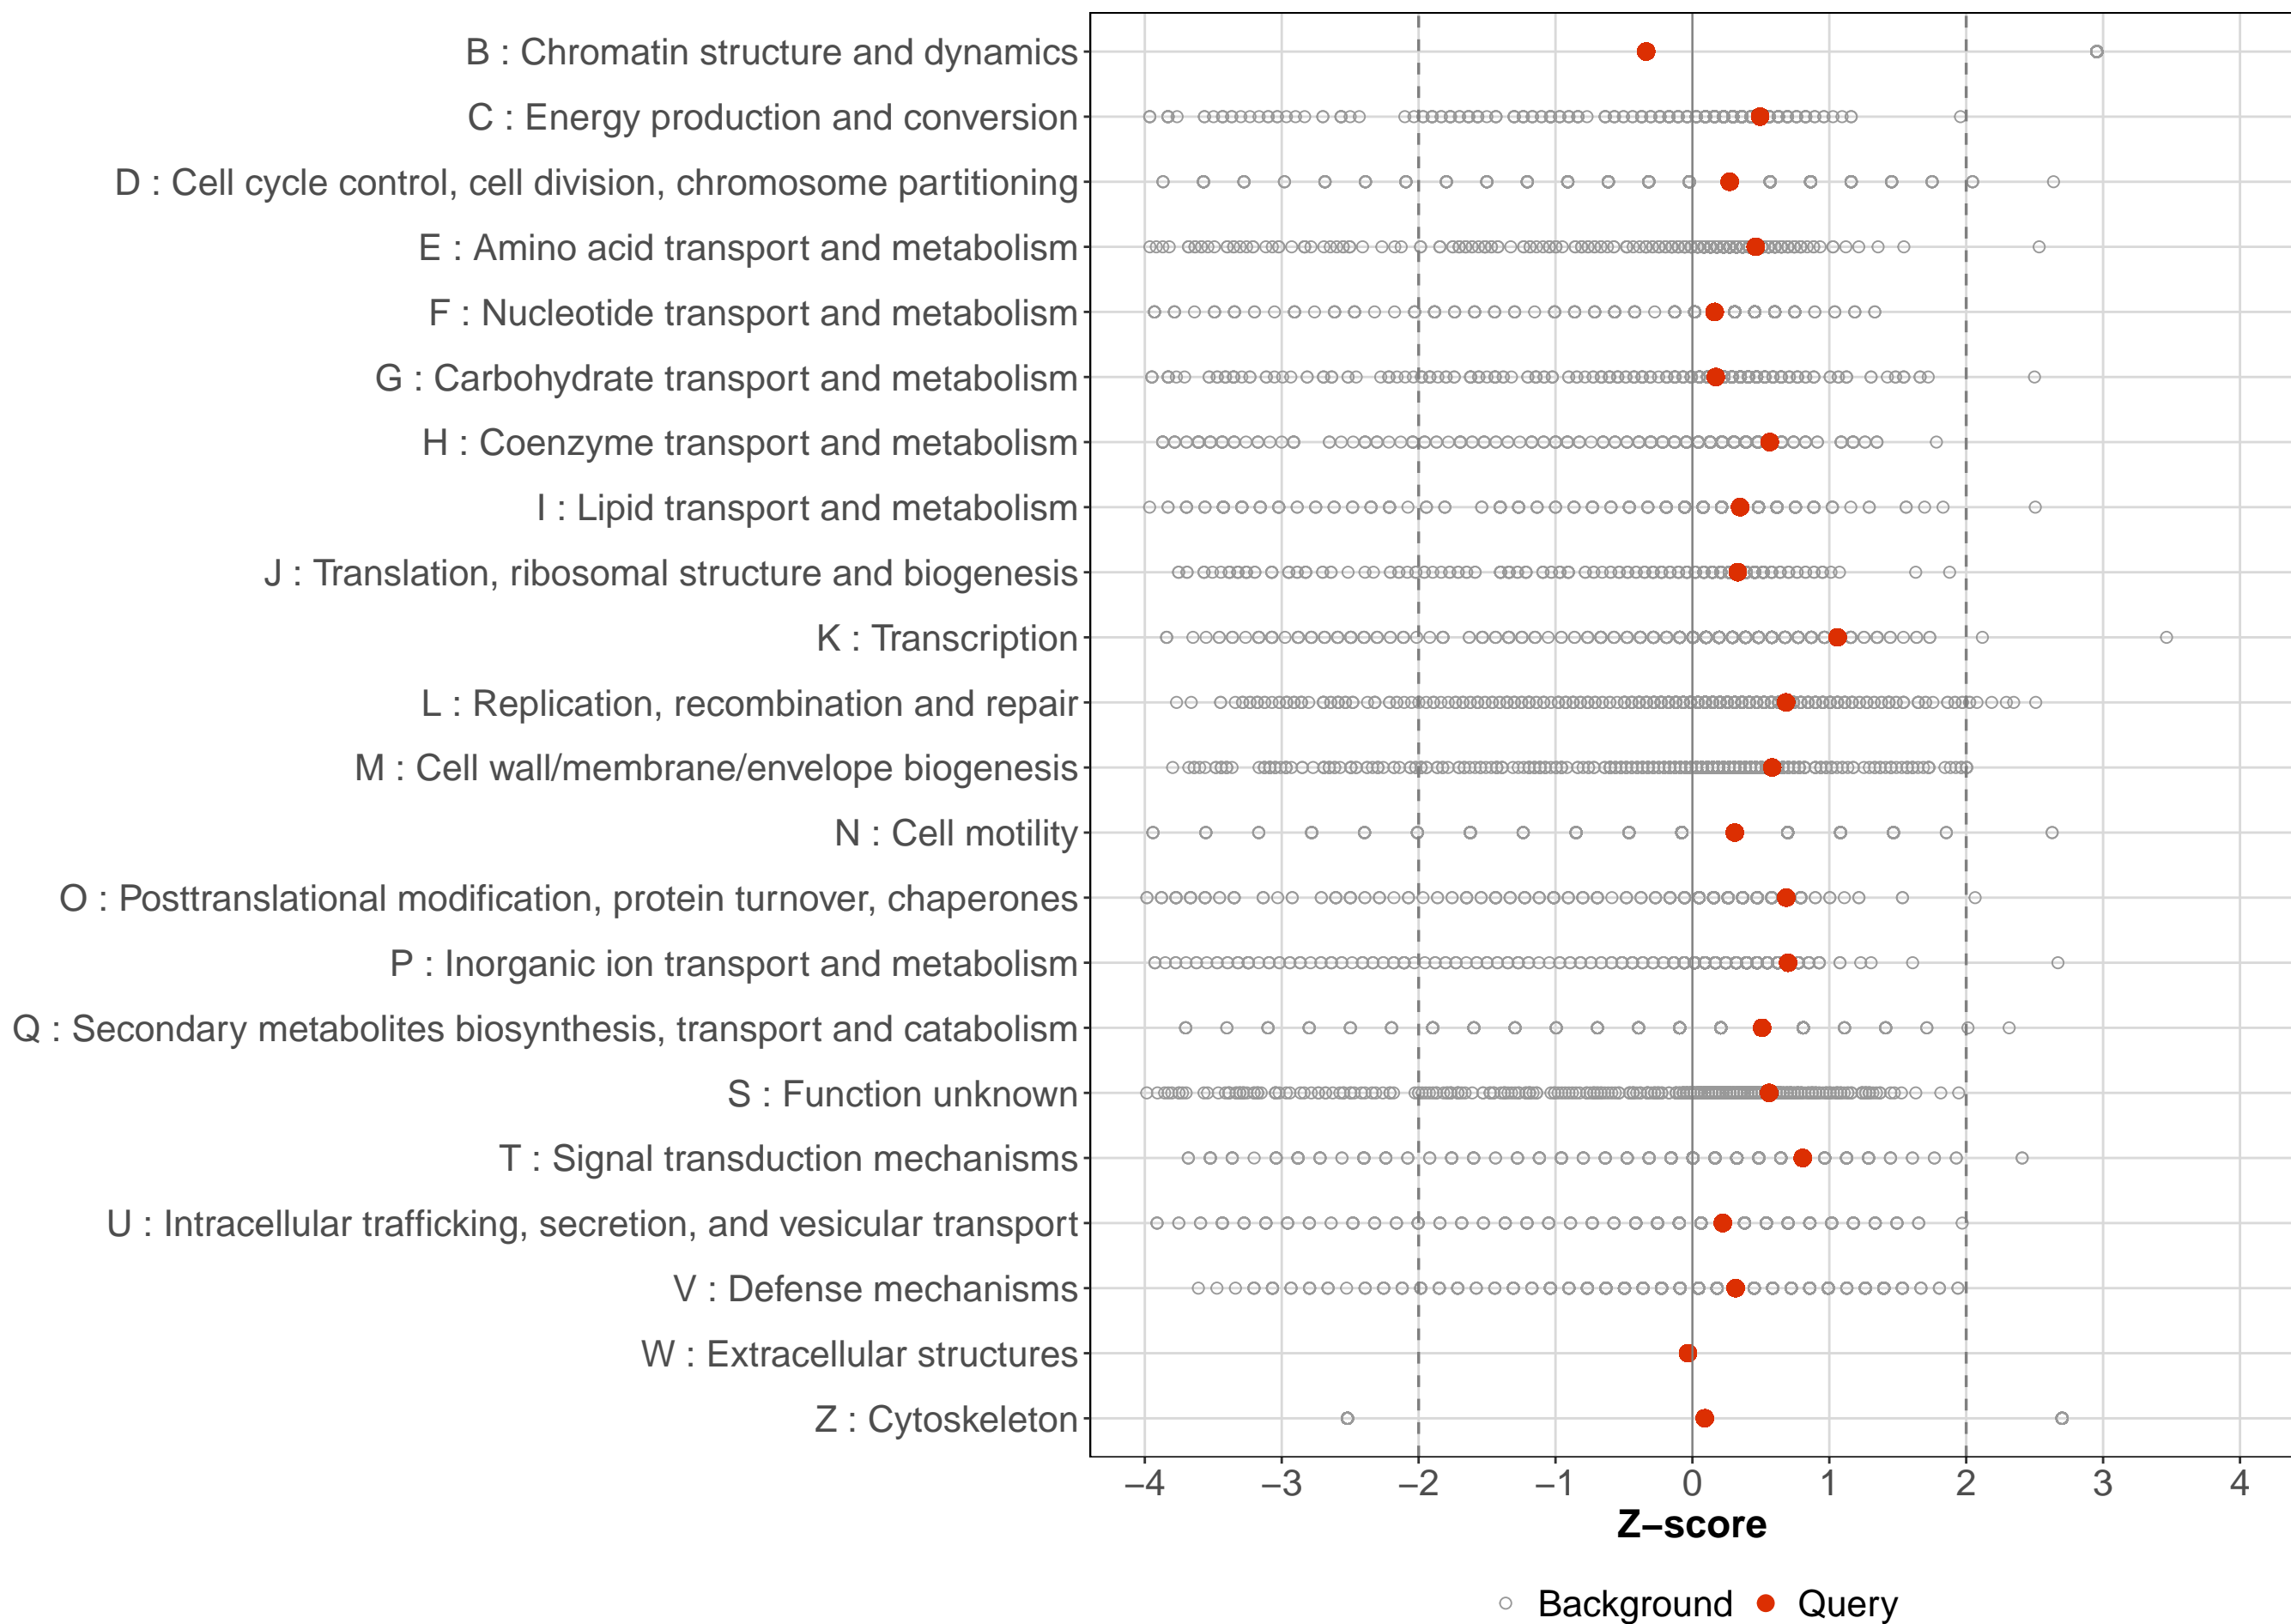 B : Chromatin structure and dynamics
C : Energy production and conversion
D : Cell cycle control, cell division, chromosome partitioning
E : Amino acid transport and metabolism
F : Nucleotide transport and metabolism
G : Carbohydrate transport and metabolism
H : Coenzyme transport and metabolism
I : Lipid transport and metabolism
J : Translation, ribosomal structure and biogenesis
K : Transcription
L : Replication, recombination and repair
M : Cell wall/membrane/envelope biogenesis
N : Cell motility
O : Posttranslational modification, protein turnover, chaperones
P : Inorganic ion transport and metabolism
Q : Secondary metabolites biosynthesis, transport and catabolism
S : Function unknown
T : Signal transduction mechanisms
U : Intracellular trafficking, secretion, and vesicular transport
V : Defense mechanisms
W : Extracellular structures
Z : Cytoskeleton
−4 −3 −2 −1 0 1 2 3 4
Z−score
Background Query